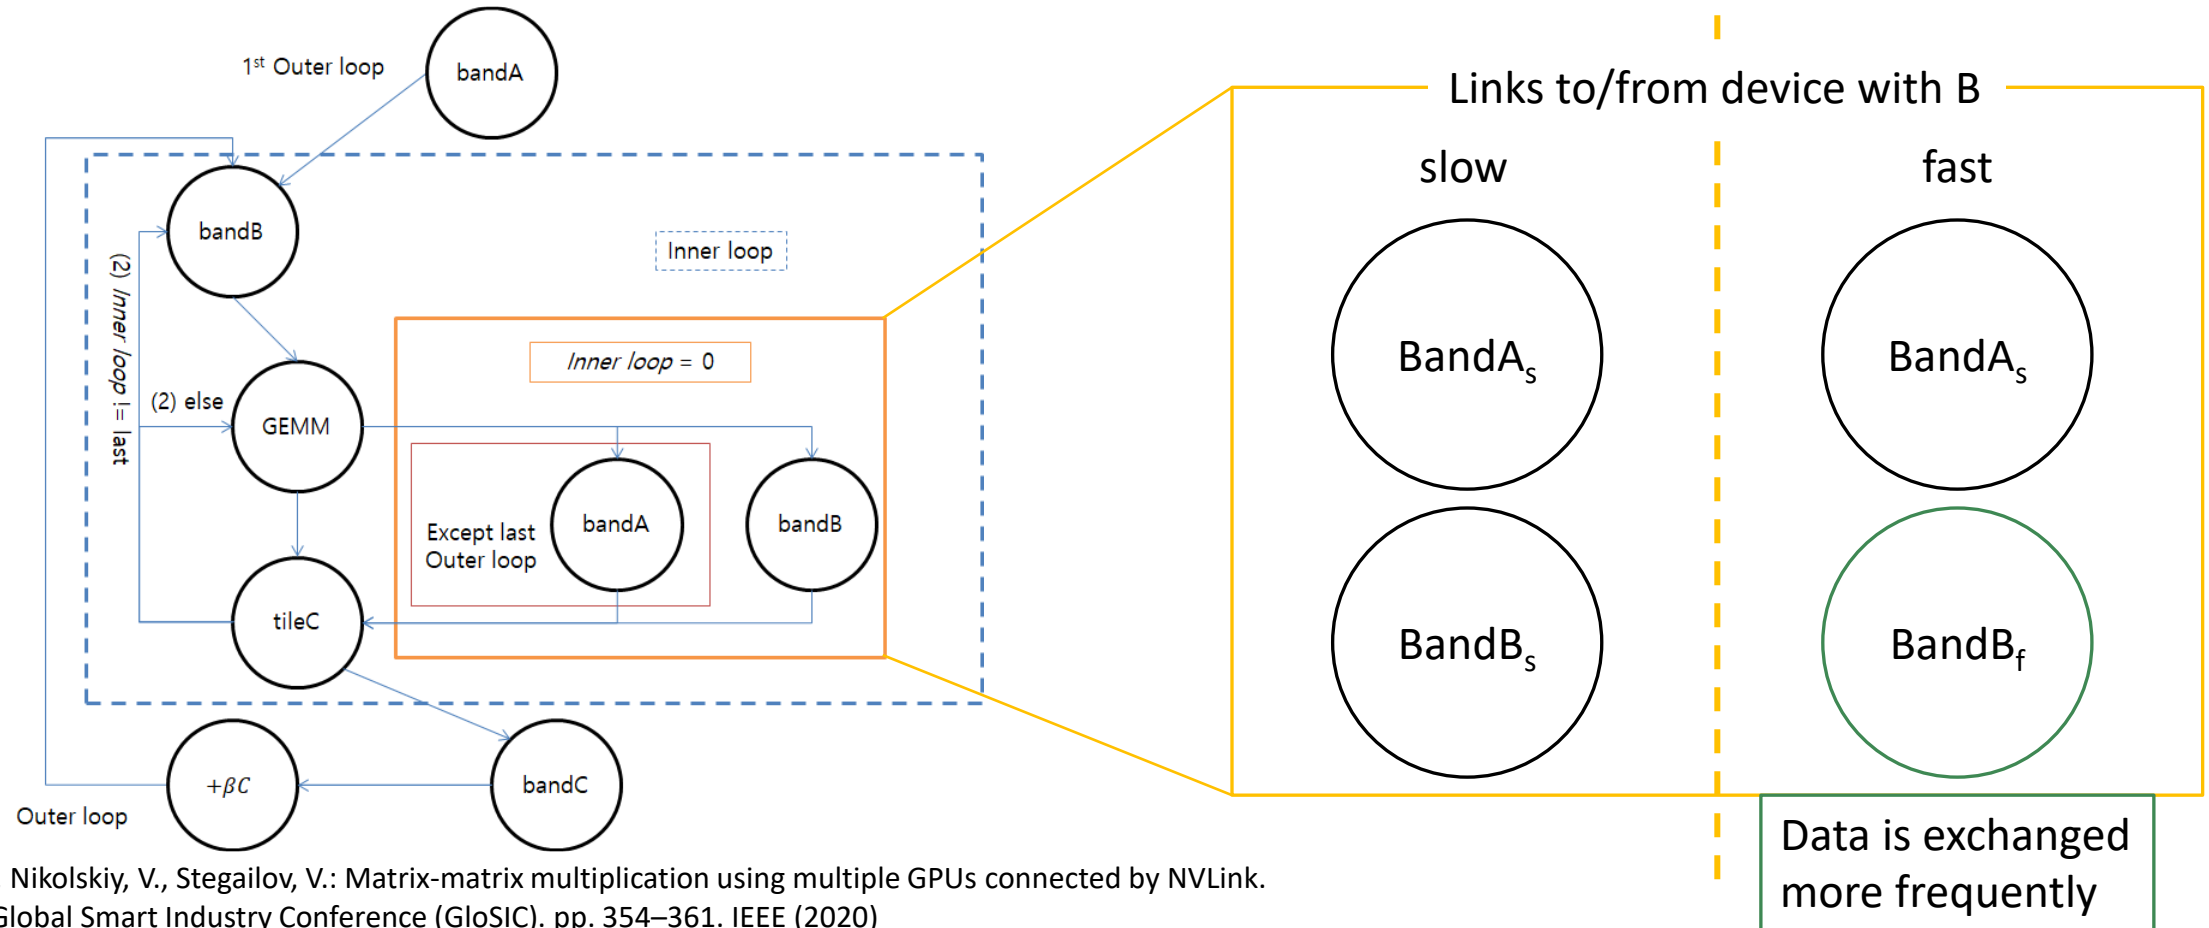 1st Outer loop
bandA
bandB
Inner loop
(2) Inner loop != last
Inner loop = 0
(2) else
GEMM
Except last
Outer loop
bandA
bandB
tileC
+βC
bandC
Outer loop
Links to/from device with B
slow
fast
BandAs
BandAs
BandBs
BandBf
Data is exchanged
more frequently
Nikolskiy, V., Stegailov, V.: Matrix-matrix multiplication using multiple GPUs connected by NVLink.
Global Smart Industry Conference (GloSIC). pp. 354–361. IEEE (2020)